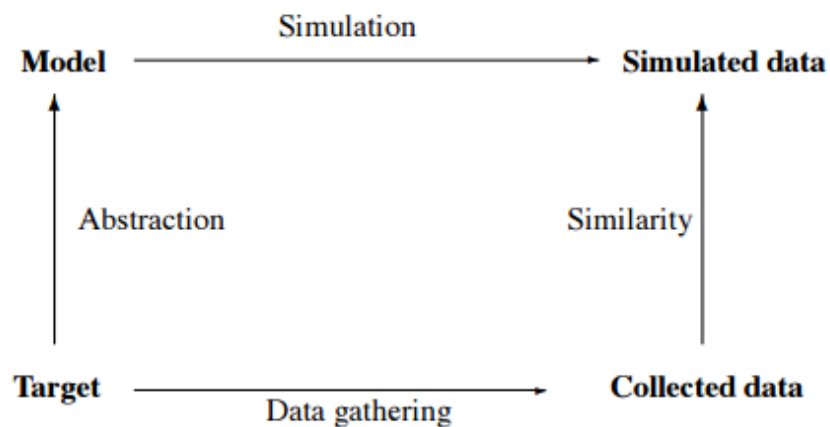 Simulation
Model
Simulated data
Abstraction
Similarity
Target
Collected data
Data gathering